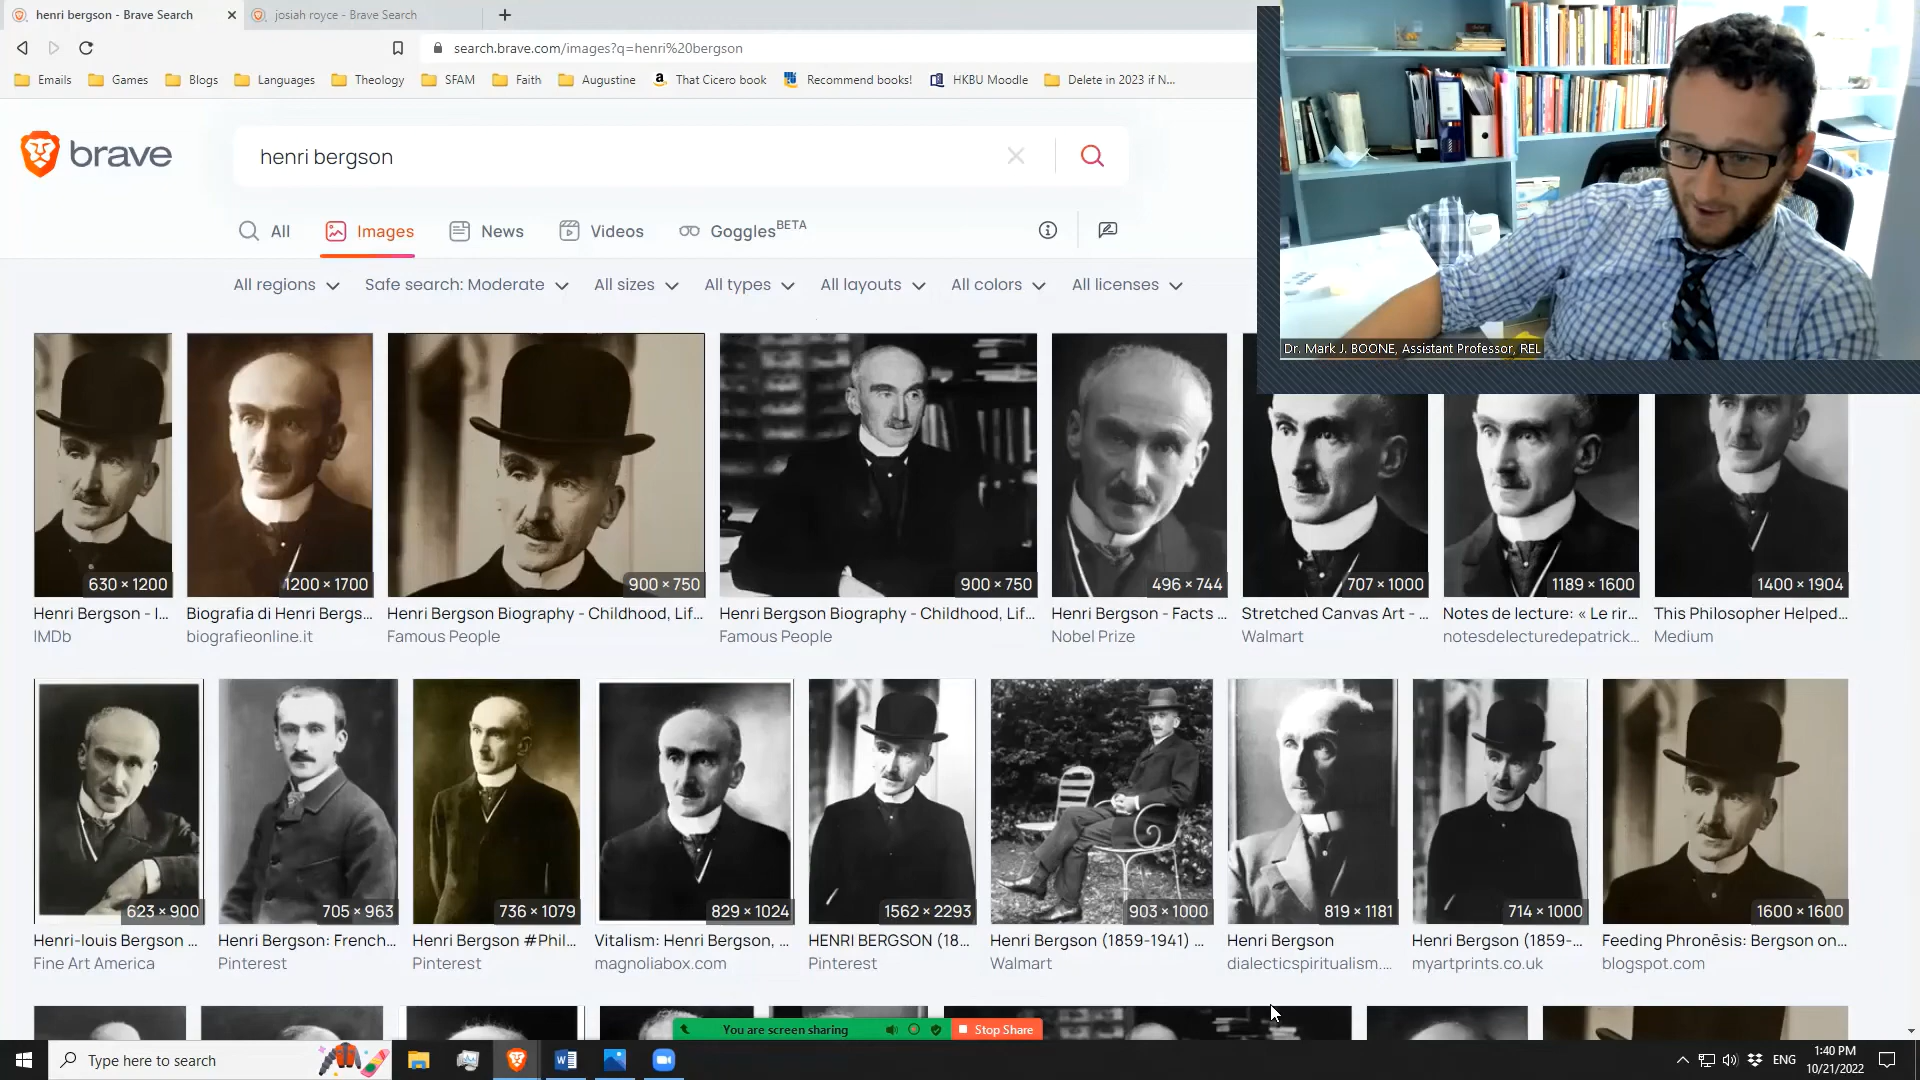 henri bergson - Brave Search
josiah royce - Brave Search
search.brave.com/images?q=henri%20bergson
Emails Games Blogs Languages Theology SFAM Faith Augustine That Cicero book Recommend books! HKBU Moodle Delete in 2023 if N...
brave
henri bergson
All Images News Videos Goggles BETA
All regions Safe search: Moderate All sizes All types All layouts All colors All licenses
Dr. Mark J. BOONE, Assistant Professor, REL
630 × 1200 1200 × 1700 900 × 750 900 × 750 496 × 744 707 × 1000 1189 × 1600 1400 × 1904
Henri Bergson - I... Biografia di Henri Bergs... Henri Bergson Biography - Childhood, Lif... Henri Bergson Biography - Childhood, Lif... Henri Bergson - Facts ... Stretched Canvas Art - ... Notes de lecture: « Le rir... This Philosopher Helped...
IMDb biografieonline.it Famous People Famous People Nobel Prize Walmart notesdelecturedepatrick... Medium
623 × 900 705 × 963 736 × 1079 829 × 1024 1562 × 2293 903 × 1000 819 × 1181 714 × 1000 1600 × 1600
Henri-louis Bergson ... Henri Bergson: French... Henri Bergson #Phil... Vitalism: Henri Bergson, ... HENRI BERGSON (18... Henri Bergson (1859-1941) ... Henri Bergson Henri Bergson (1859-... Feeding Phronēsis: Bergson on...
Fine Art America Pinterest Pinterest magnoliabox.com Pinterest Walmart dialecticspiritualism.... myartprints.co.uk blogspot.com
You are screen sharing Stop Share
Type here to search
ENG
1:40 PM
10/21/2022